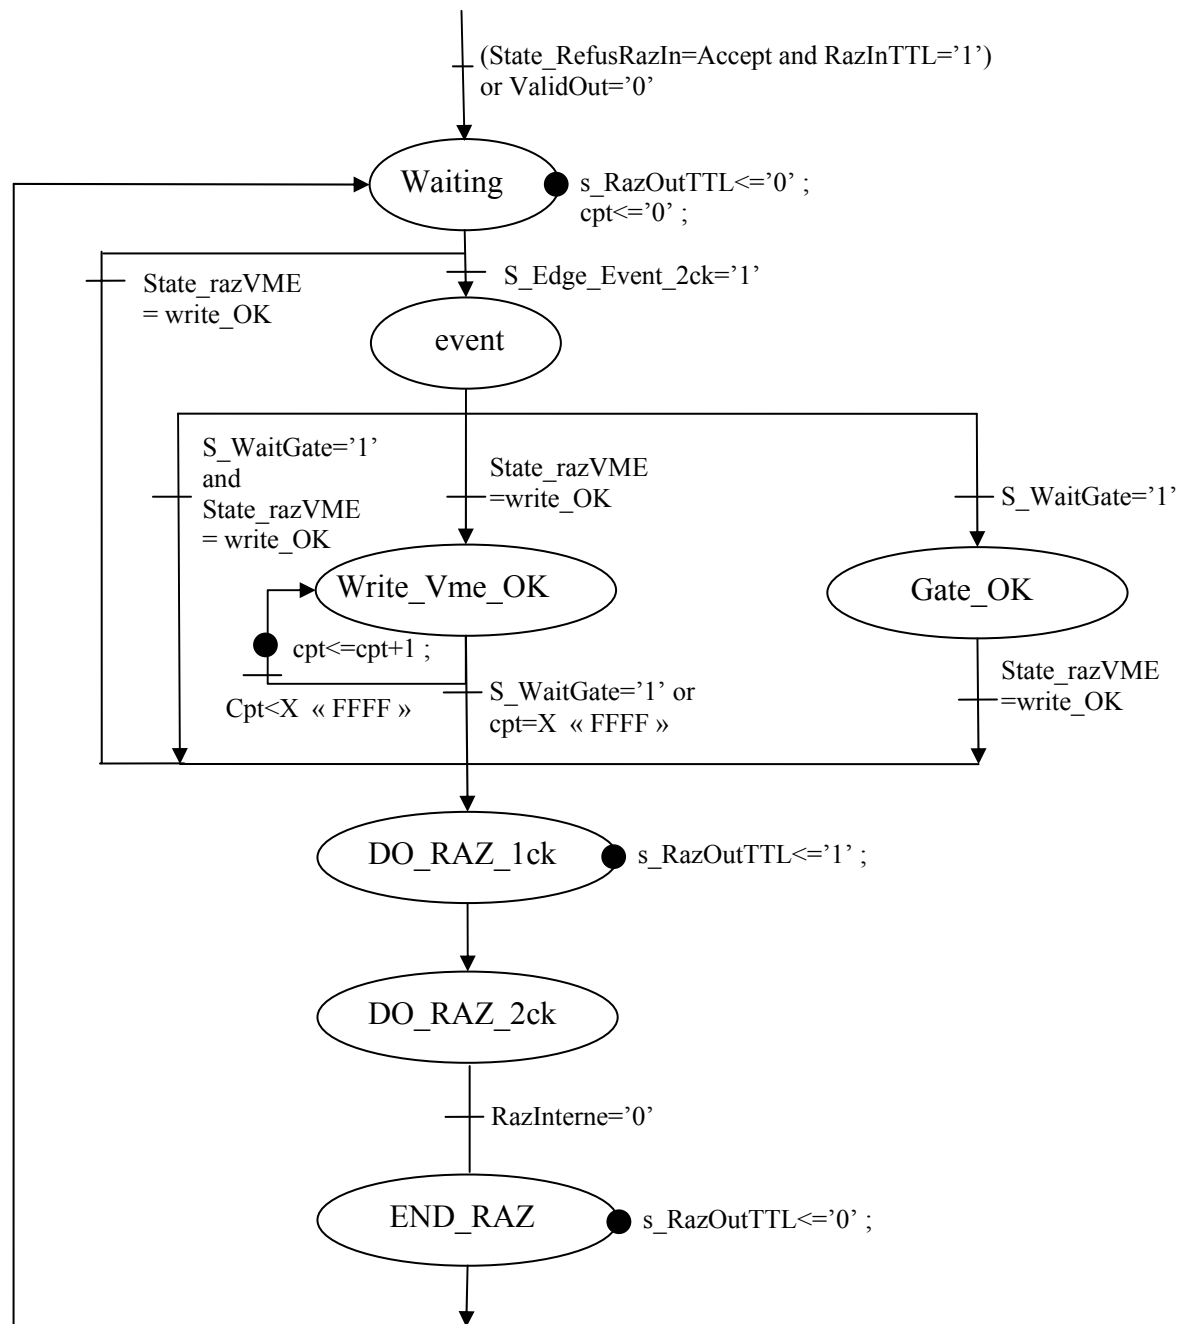 (State_RefusRazIn=Accept and RazInTTL=’1’)
or ValidOut=’0’
Waiting
s_RazOutTTL<=’0’ ;
cpt<=’0’ ;
State_razVME
= write_OK
S_Edge_Event_2ck=’1’
event
S_WaitGate=’1’
and
State_razVME
= write_OK
State_razVME
=write_OK
S_WaitGate=’1’
Write_Vme_OK
Gate_OK
cpt<=cpt+1 ;
Cpt<X « FFFF »
S_WaitGate=’1’ or
cpt=X « FFFF »
State_razVME
=write_OK
DO_RAZ_1ck
s_RazOutTTL<=’1’ ;
DO_RAZ_2ck
RazInterne=’0’
END_RAZ
s_RazOutTTL<=’0’ ;